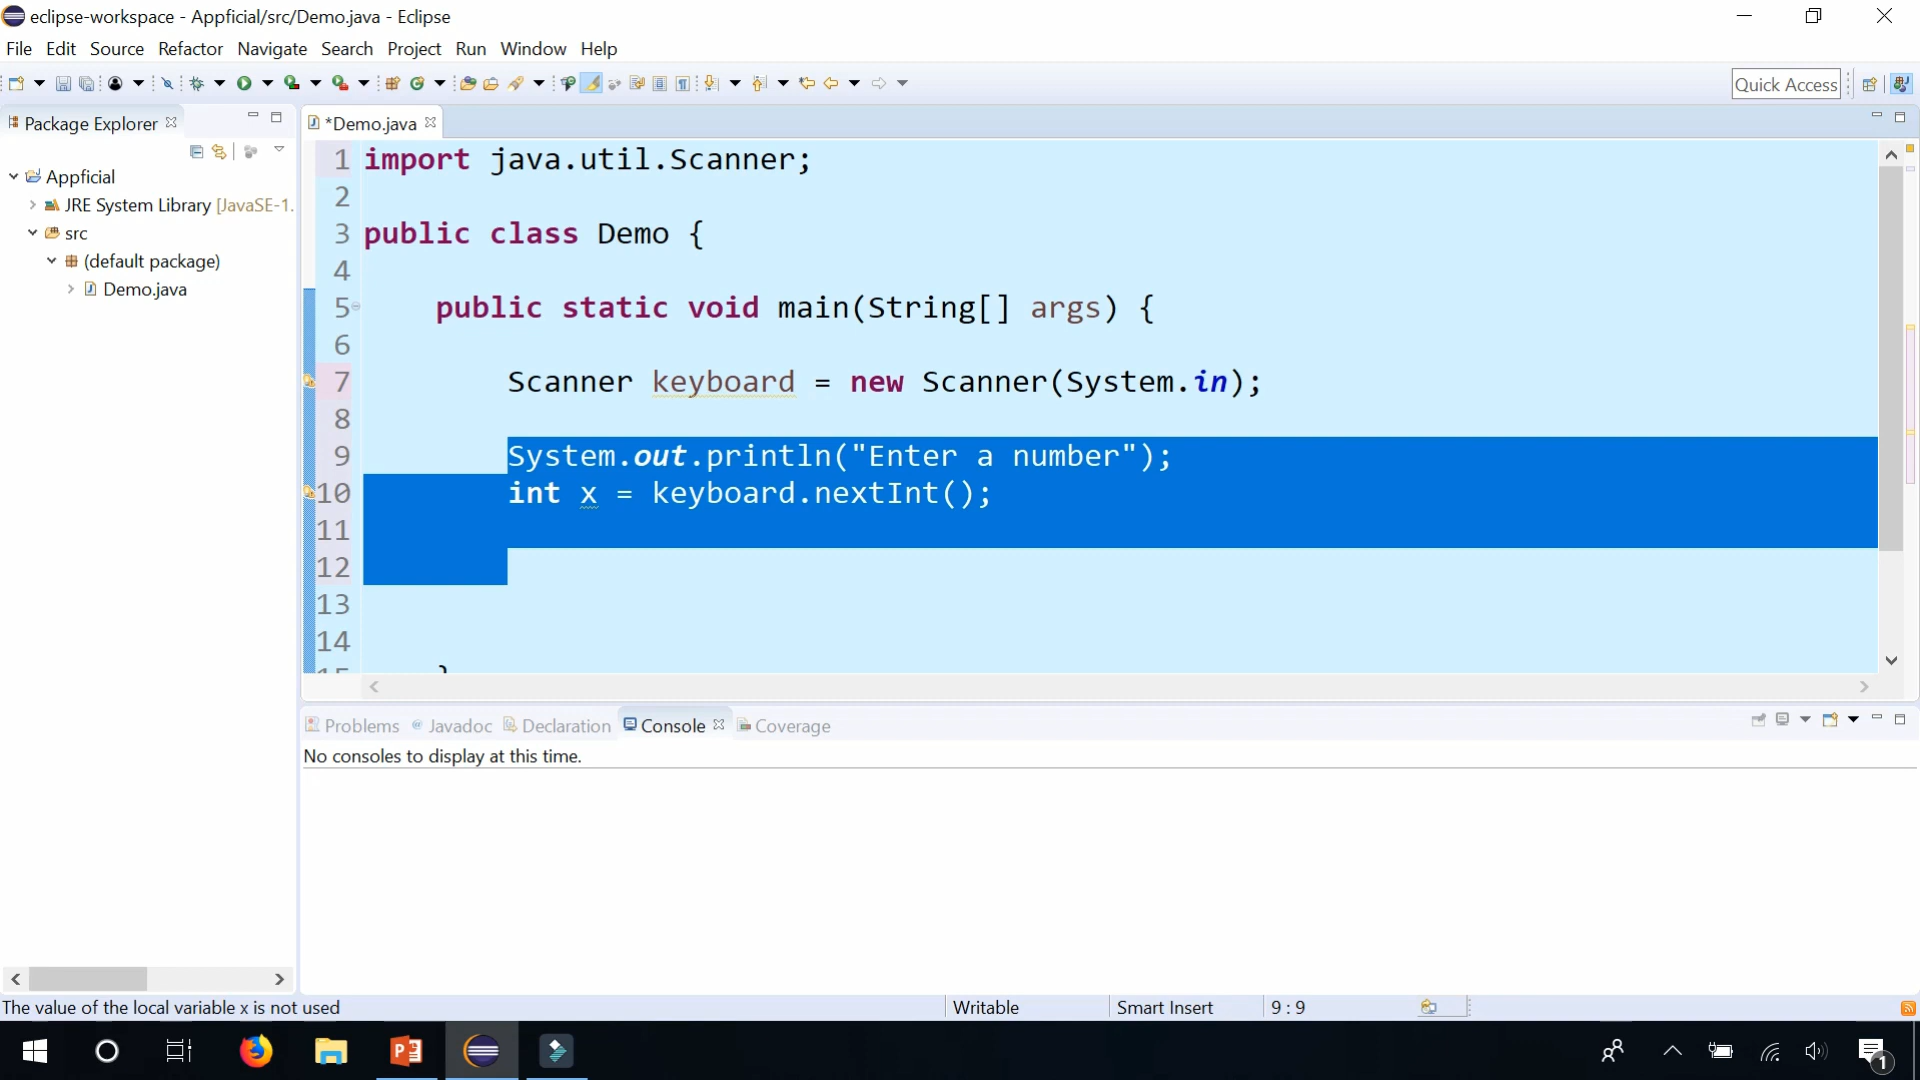 eclipse-workspace - Appficial/src/Demo.java - Eclipse
File Edit Source Refactor Navigate Search Project Run Window Help
Quick Access
Package Explorer
*Demo.java
Appficial
JRE System Library [JavaSE-1.
src
(default package)
Demo.java
1 import java.util.Scanner;
2
3 public class Demo {
4
5 public static void main(String[] args) {
6
7 Scanner keyboard = new Scanner(System.in);
8
9 System.out.println("Enter a number");
10 int x = keyboard.nextInt();
11
12
13
14
15 }
Problems Javadoc Declaration Console Coverage
No consoles to display at this time.
The value of the local variable x is not used Writable Smart Insert 9 : 9
1